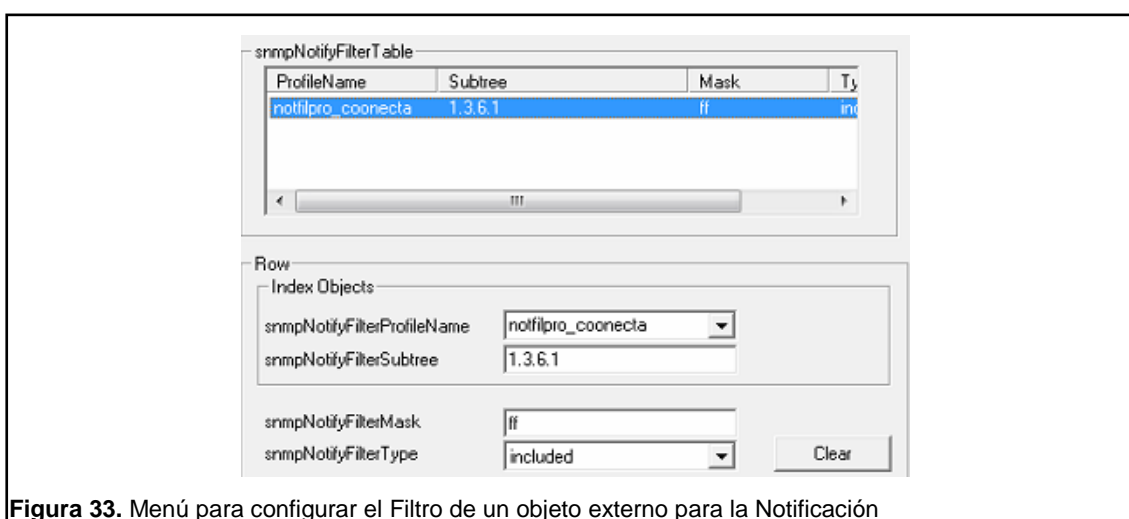 snmpNotifyFilterTable
ProfileName Subtree Mask Ty
notfilpro_coonecta 1.3.6.1 ff inc
Row
Index Objects
snmpNotifyFilterProfileName notfilpro_coonecta
snmpNotifyFilterSubtree 1.3.6.1
snmpNotifyFilterMask ff
snmpNotifyFilterType included Clear
Figura 33. Menú para configurar el Filtro de un objeto externo para la Notificación